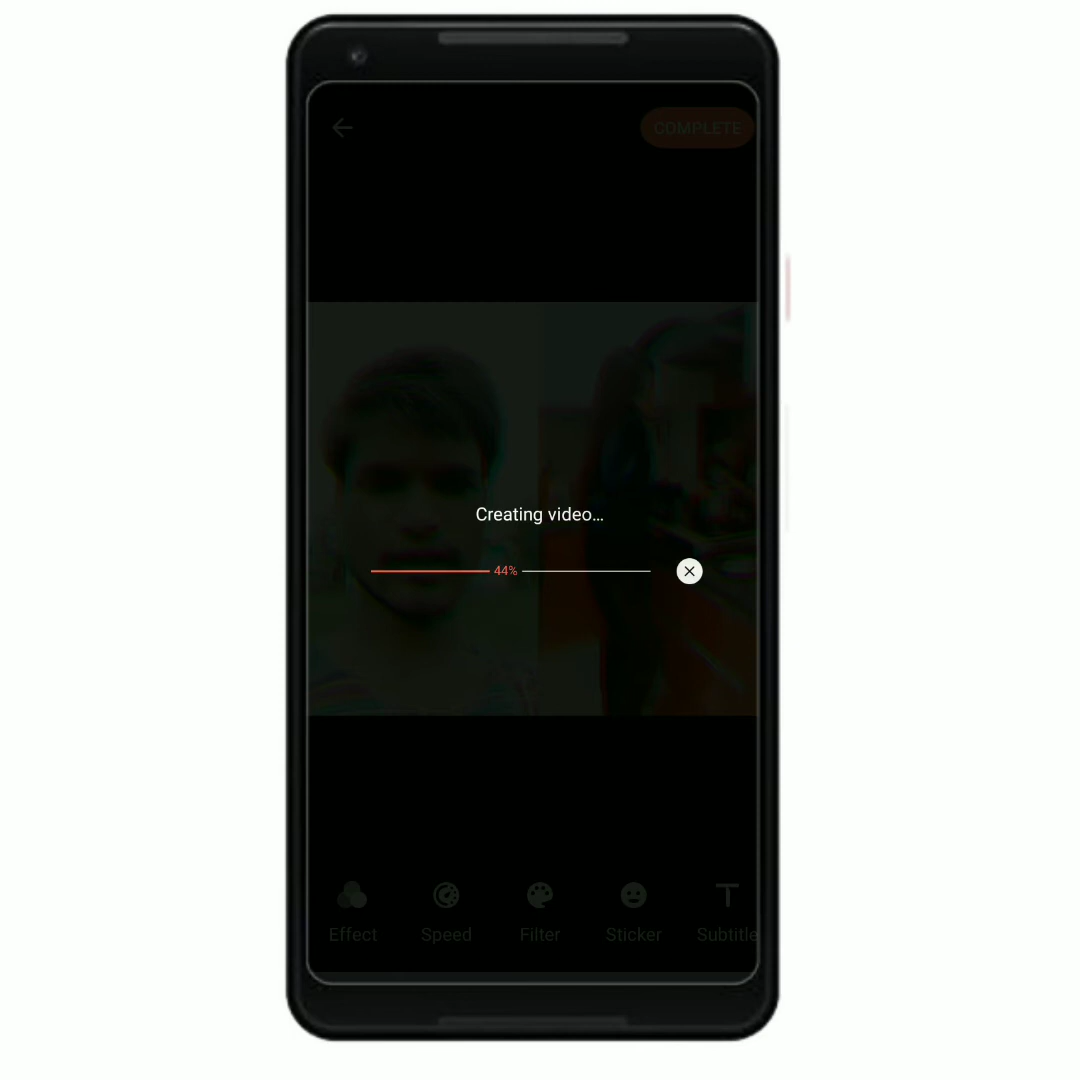 COMPLETE
Creating video...
44%
Effect
Speed
Filter
Sticker
Subtitle